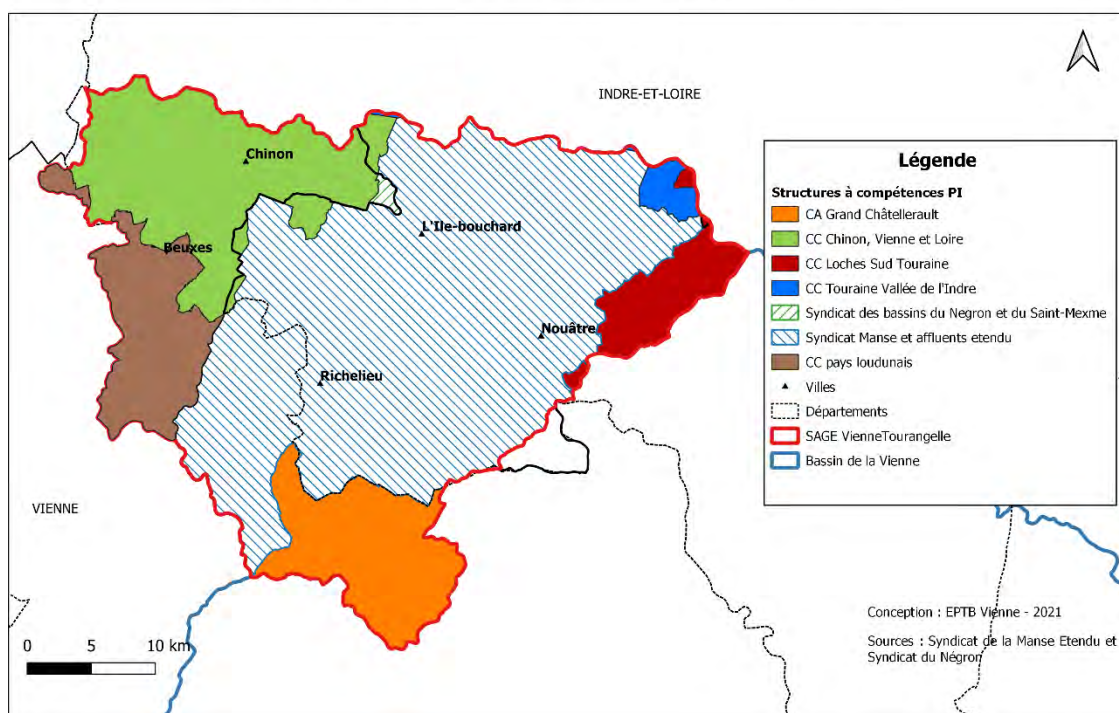 INDRE-ET-LOIRE
Chinon
L'Ile-bouchard
Beuxes
Nouâtre
Richelieu
VIENNE
0 5 10 km
Légende
Structures à compétences PI
CA Grand Châtellerault
CC Chinon, Vienne et Loire
CC Loches Sud Touraine
CC Touraine Vallée de l'Indre
Syndicat des bassins du Negron et du Saint-Mexme
Syndicat Manse et affluents etendu
CC pays loudunais
Villes
Départements
SAGE VienneTourangelle
Bassin de la Vienne
Conception : EPTB Vienne - 2021
Sources : Syndicat de la Manse Etendu et
Syndicat du Négron